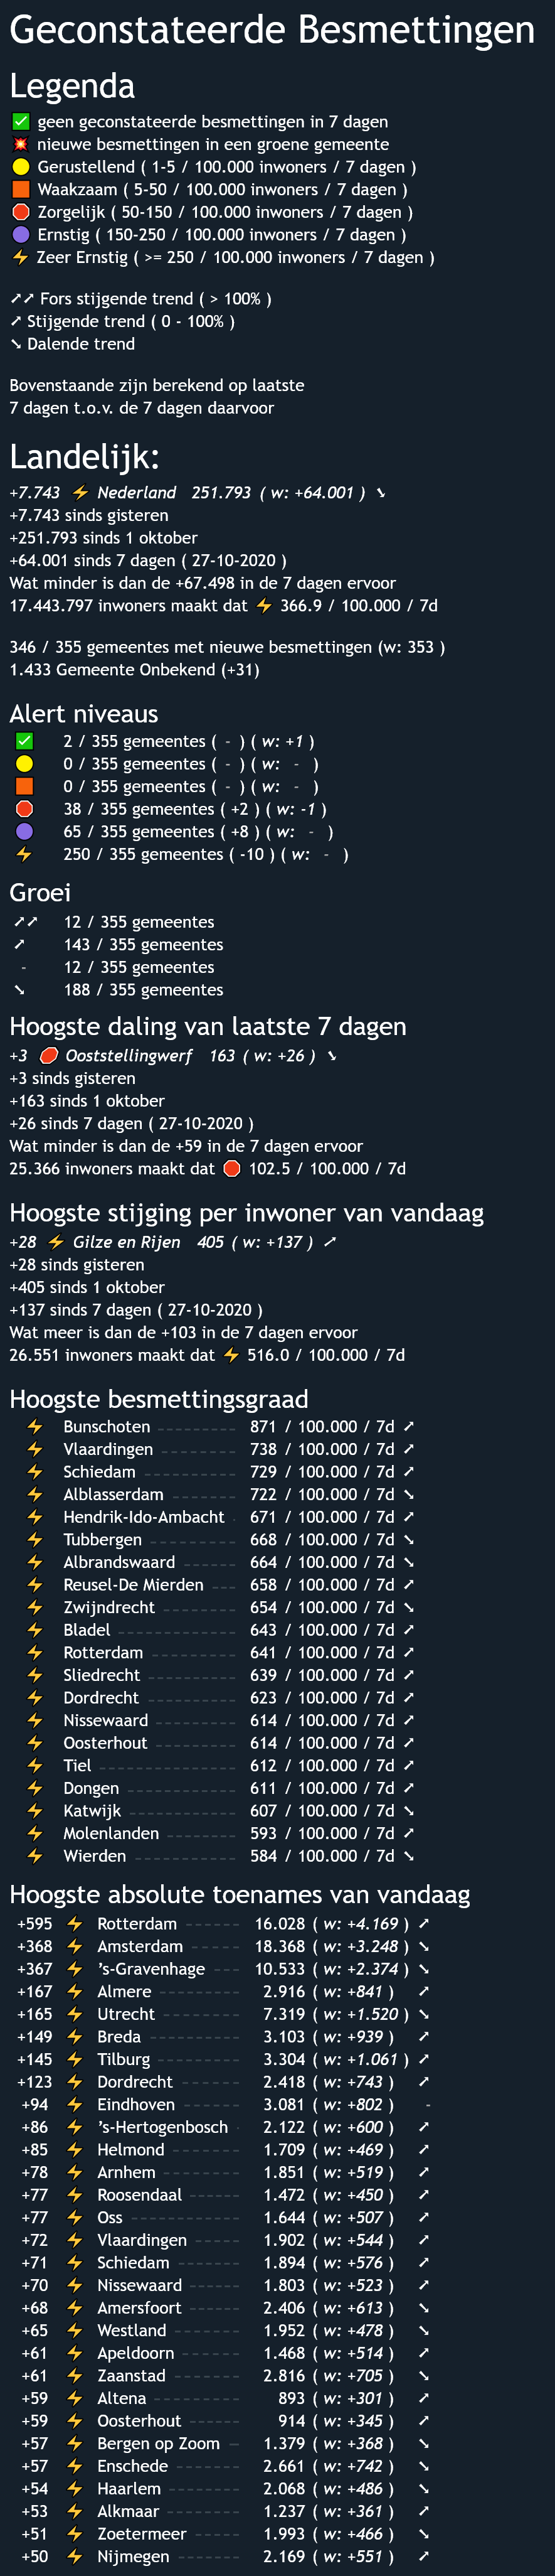 Geconstateerde Besmettingen
Legenda
geen geconstateerde besmettingen in 7 dagen
nieuwe besmettingen in een groene gemeente
Gerustellend ( 1-5 / 100.000 inwoners / 7 dagen )
Waakzaam ( 5-50 / 100.000 inwoners / 7 dagen )
Zorgelijk ( 50-150 / 100.000 inwoners / 7 dagen )
Ernstig ( 150-250 / 100.000 inwoners / 7 dagen )
Zeer Ernstig ( >= 250 / 100.000 inwoners / 7 dagen )
↗↗ Fors stijgende trend ( > 100% )
↗ Stijgende trend ( 0 - 100% )
↘ Dalende trend
Bovenstaande zijn berekend op laatste
7 dagen t.o.v. de 7 dagen daarvoor
Landelijk:
+7.743 ⚡ Nederland 251.793 ( w: +64.001 ) ↘
+7.743 sinds gisteren
+251.793 sinds 1 oktober
+64.001 sinds 7 dagen ( 27-10-2020 )
Wat minder is dan de +67.498 in de 7 dagen ervoor
17.443.797 inwoners maakt dat ⚡ 366.9 / 100.000 / 7d
346 / 355 gemeentes met nieuwe besmettingen (w: 353 )
1.433 Gemeente Onbekend (+31)
Alert niveaus
2 / 355 gemeentes ( - ) ( w: +1 )
0 / 355 gemeentes ( - ) ( w: - )
0 / 355 gemeentes ( - ) ( w: - )
38 / 355 gemeentes ( +2 ) ( w: -1 )
65 / 355 gemeentes ( +8 ) ( w: - )
250 / 355 gemeentes ( -10 ) ( w: - )
Groei
↗↗ 12 / 355 gemeentes
↗ 143 / 355 gemeentes
- 12 / 355 gemeentes
↘ 188 / 355 gemeentes
Hoogste daling van laatste 7 dagen
+3 Ooststellingwerf 163 ( w: +26 ) ↘
+3 sinds gisteren
+163 sinds 1 oktober
+26 sinds 7 dagen ( 27-10-2020 )
Wat minder is dan de +59 in de 7 dagen ervoor
25.366 inwoners maakt dat 102.5 / 100.000 / 7d
Hoogste stijging per inwoner van vandaag
+28 ⚡ Gilze en Rijen 405 ( w: +137 ) ↗
+28 sinds gisteren
+405 sinds 1 oktober
+137 sinds 7 dagen ( 27-10-2020 )
Wat meer is dan de +103 in de 7 dagen ervoor
26.551 inwoners maakt dat ⚡ 516.0 / 100.000 / 7d
Hoogste besmettingsgraad
Bunschoten 871 / 100.000 / 7d ↗
Vlaardingen 738 / 100.000 / 7d ↗
Schiedam 729 / 100.000 / 7d ↗
Alblasserdam 722 / 100.000 / 7d ↘
Hendrik-Ido-Ambacht 671 / 100.000 / 7d ↗
Tubbergen 668 / 100.000 / 7d ↘
Albrandswaard 664 / 100.000 / 7d ↘
Reusel-De Mierden 658 / 100.000 / 7d ↗
Zwijndrecht 654 / 100.000 / 7d ↘
Bladel 643 / 100.000 / 7d ↗
Rotterdam 641 / 100.000 / 7d ↗
Sliedrecht 639 / 100.000 / 7d ↗
Dordrecht 623 / 100.000 / 7d ↗
Nissewaard 614 / 100.000 / 7d ↗
Oosterhout 614 / 100.000 / 7d ↗
Tiel 612 / 100.000 / 7d ↗
Dongen 611 / 100.000 / 7d ↗
Katwijk 607 / 100.000 / 7d ↘
Molenlanden 593 / 100.000 / 7d ↗
Wierden 584 / 100.000 / 7d ↘
Hoogste absolute toenames van vandaag
+595 Rotterdam 16.028 ( w: +4.169 ) ↗
+368 Amsterdam 18.368 ( w: +3.248 ) ↘
+367 's-Gravenhage 10.533 ( w: +2.374 ) ↘
+167 Almere 2.916 ( w: +841 ) ↗
+165 Utrecht 7.319 ( w: +1.520 ) ↘
+149 Breda 3.103 ( w: +939 ) ↗
+145 Tilburg 3.304 ( w: +1.061 ) ↗
+123 Dordrecht 2.418 ( w: +743 ) ↗
+94 Eindhoven 3.081 ( w: +802 ) -
+86 's-Hertogenbosch 2.122 ( w: +600 ) ↗
+85 Helmond 1.709 ( w: +469 ) ↗
+78 Arnhem 1.851 ( w: +519 ) ↗
+77 Roosendaal 1.472 ( w: +450 ) ↗
+77 Oss 1.644 ( w: +507 ) ↗
+72 Vlaardingen 1.902 ( w: +544 ) ↗
+71 Schiedam 1.894 ( w: +576 ) ↗
+70 Nissewaard 1.803 ( w: +523 ) ↗
+68 Amersfoort 2.406 ( w: +613 ) ↘
+65 Westland 1.952 ( w: +478 ) ↘
+61 Apeldoorn 1.468 ( w: +514 ) ↗
+61 Zaanstad 2.816 ( w: +705 ) ↘
+59 Altena 893 ( w: +301 ) ↗
+59 Oosterhout 914 ( w: +345 ) ↗
+57 Bergen op Zoom 1.379 ( w: +368 ) ↘
+57 Enschede 2.661 ( w: +742 ) ↘
+54 Haarlem 2.068 ( w: +486 ) ↘
+53 Alkmaar 1.237 ( w: +361 ) ↗
+51 Zoetermeer 1.993 ( w: +466 ) ↘
+50 Nijmegen 2.169 ( w: +551 ) ↗